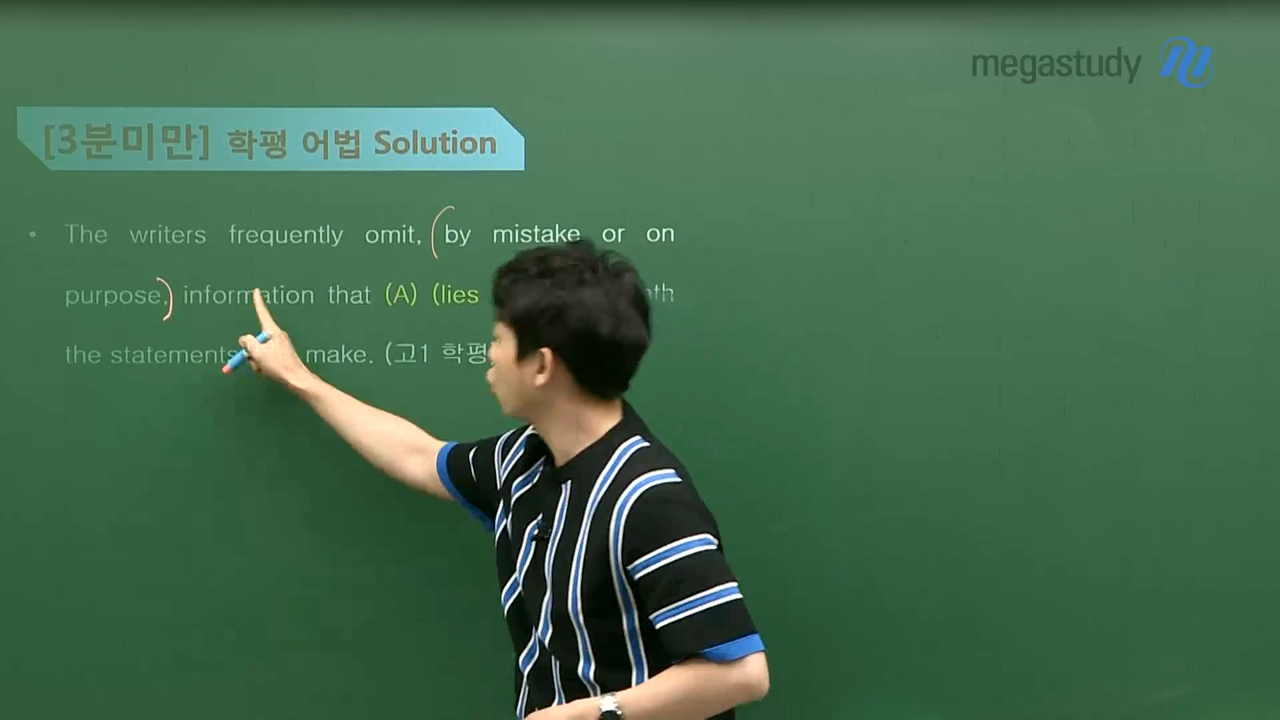 megastudy
[3분미만] 학평 어법 Solution
• The writers frequently omit, (by mistake or on
purpose,) information that (A) (lies
the statements make. (고1 학평